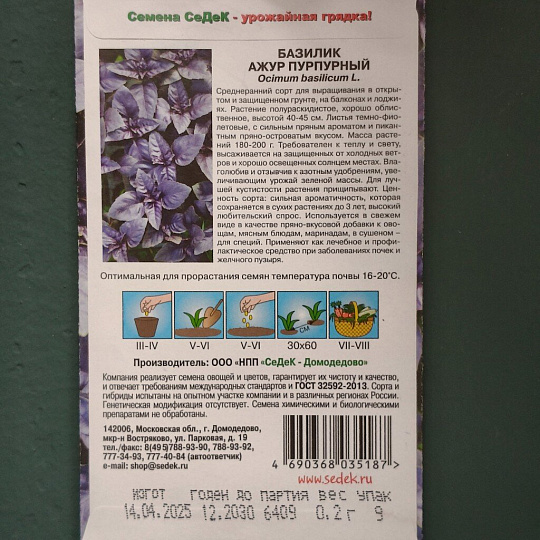 Семена СеДеК - урожайная грядка!
БАЗИЛИК
АЖУР ПУРПУРНЫЙ
Ocimum basilicum L.
Среднеранний сорт для выращивания в откры-
том и защищенном грунте, на балконах и лоджи-
ях. Растение полураскидистое, хорошо облист-
венное, высотой 40-45 см. Листья темно-фио-
летовые, с сильным пряным ароматом и пикант-
ным пряно-островатым вкусом. Масса расте-
ний 180-200 г. Требователен к теплу и свету,
высаживается на защищенных от холодных вет-
ров и хорошо освещенных солнцем местах. Вла-
голюбив и отзывчив к азотным удобрениям, уве-
личивающим урожай зеленой массы. Для луч-
шей кустистости растения прищипывают. Цен-
ность сорта: сильная ароматичность, которая
сохраняется в сухих растениях до 3 лет, высокий
любительский спрос. Используется в свежем
виде в качестве пряно-вкусовой добавки к ово-
щам, мясным блюдам, маринадам, в сушеном –
для специй. Применяют как лечебное и профи-
лактическое средство при заболеваниях почек и
желчного пузыря.
Оптимальная для прорастания семян температура почвы 16-20°С.
СМ
III-IV V-VI V-VI 30х60 VII-VIII
Производитель: ООО «НПП «СеДеК - Домодедово»
Компания реализует семена овощей и цветов, гарантирует их чистоту и качество,
и отвечает требованиям международных стандартов и ГОСТ 32592-2013. Сорта и
гибриды испытаны на опытном участке компании и в различных регионах России.
Генетическая модификация отсутствует. Семена химическими и биологическими
препаратами не обработаны.
142006, Московская обл., г. Домодедово,
мкр-н Востряково, ул. Парковая, д. 19
тел./факс: 8(495)788-93-90, 788-93-92,
777-34-93, 777-40-84 (автоответчик)
e-mail: shop@sedek.ru
4 690368 035187 >
www.sedek.ru
ИЗГОТ ГОДЕН ДО ПАРТИЯ ВЕС УПАК
14.04.2025 12.2030 6409 0.2г 9